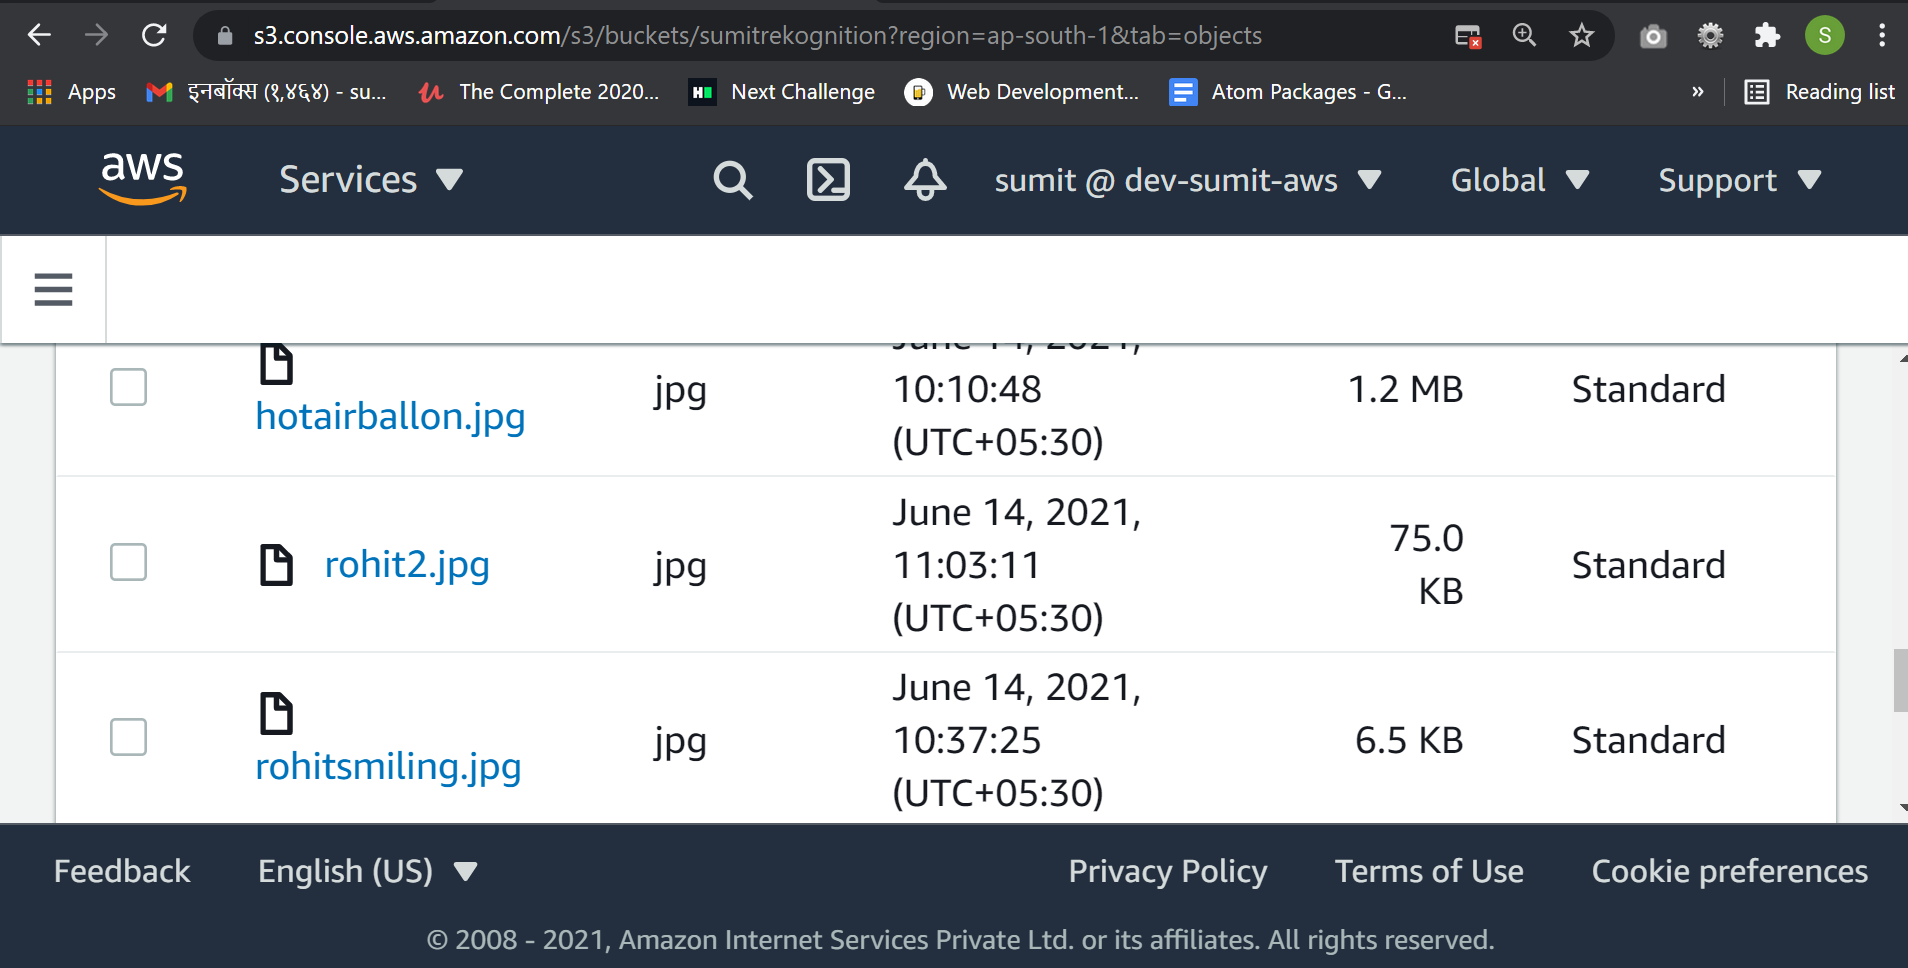 s3.console.aws.amazon.com/s3/buckets/sumitrekognition?region=ap-south-1&tab=objects
S
Apps
इनबॉक्स (१,४६४) - su...
The Complete 2020...
Next Challenge
Web Development...
Atom Packages - G...
»
Reading list
aws
Services
sumit @ dev-sumit-aws
Global
Support
hotairballon.jpg
jpg
June 14, 2021,
10:10:48
(UTC+05:30)
1.2 MB
Standard
rohit2.jpg
jpg
June 14, 2021,
11:03:11
(UTC+05:30)
75.0
KB
Standard
rohitsmiling.jpg
jpg
June 14, 2021,
10:37:25
(UTC+05:30)
6.5 KB
Standard
Feedback
English (US)
Privacy Policy
Terms of Use
Cookie preferences
© 2008 - 2021, Amazon Internet Services Private Ltd. or its affiliates. All rights reserved.